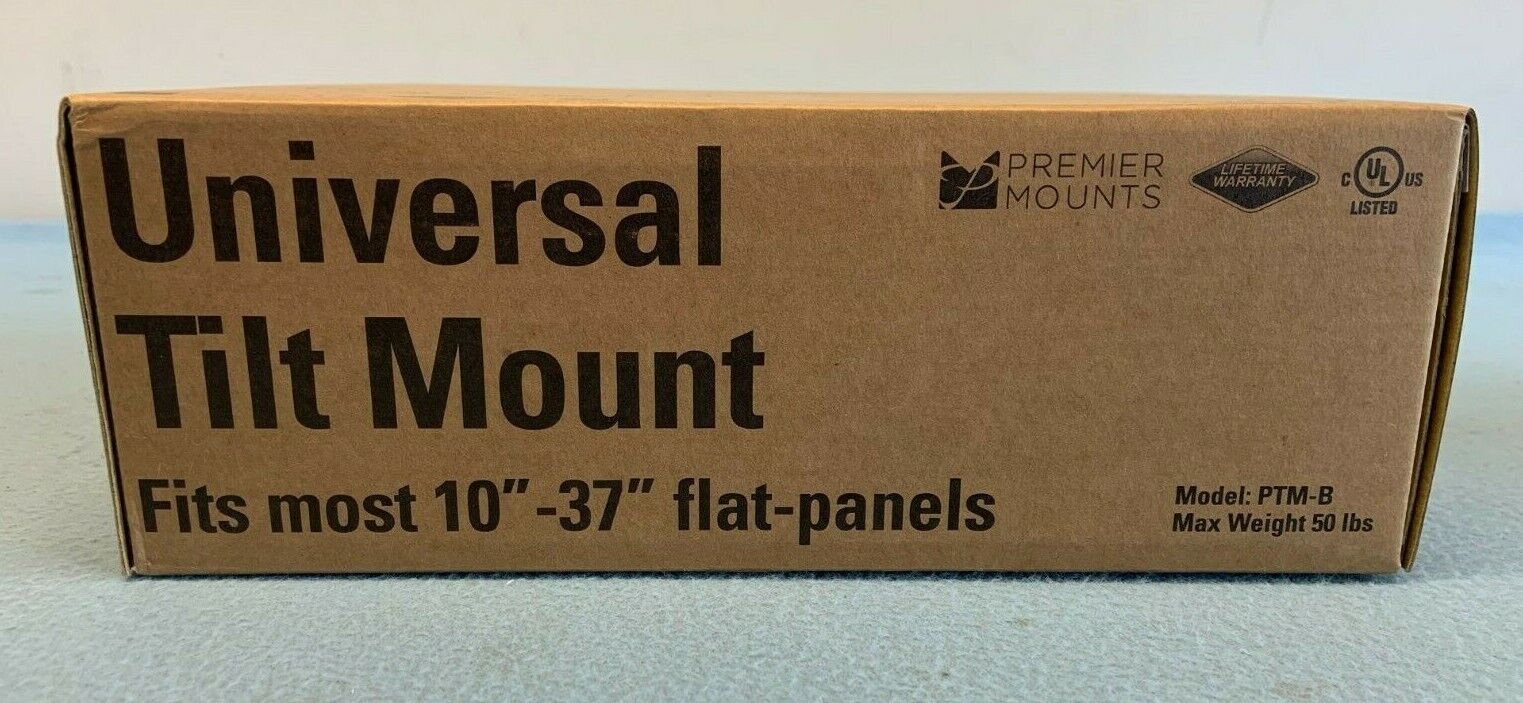 Universal
Tilt Mount
Fits most 10"-37" flat-panels
PREMIER
MOUNTS
LIFETIME
WARRANTY
C UL US
LISTED
Model: PTM-B
Max Weight 50 lbs